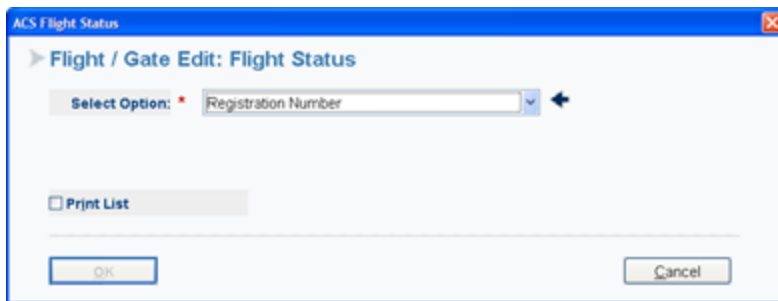 ACS Flight Status
Flight / Gate Edit: Flight Status
Select Option: * Registration Number
Print List
OK Cancel